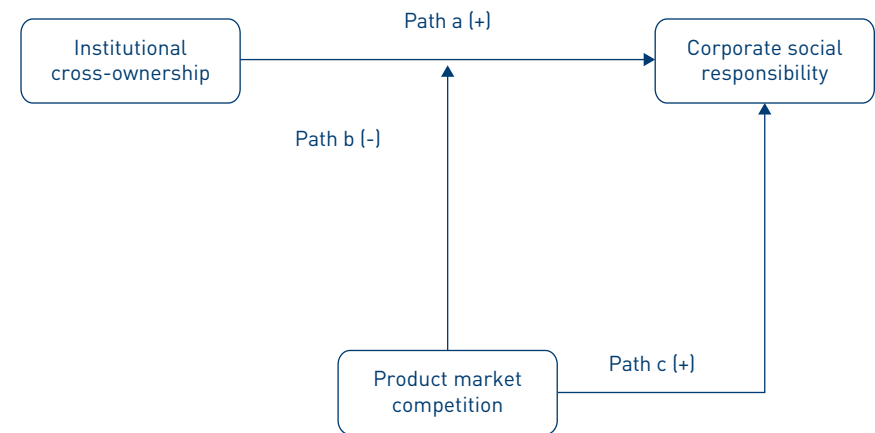 Path a (+)
Institutional
cross-ownership
Corporate social
responsibility
Path b (-)
Path c (+)
Product market
competition